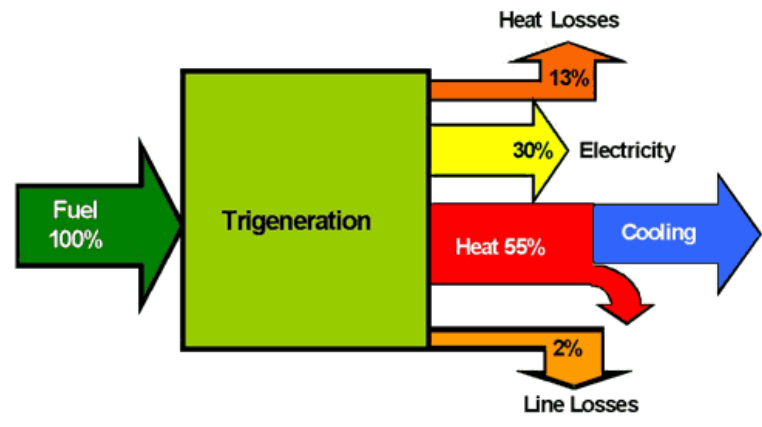 Heat Losses
13%
30% Electricity
Fuel
100%
Trigeneration
Heat 55%
Cooling
2%
Line Losses